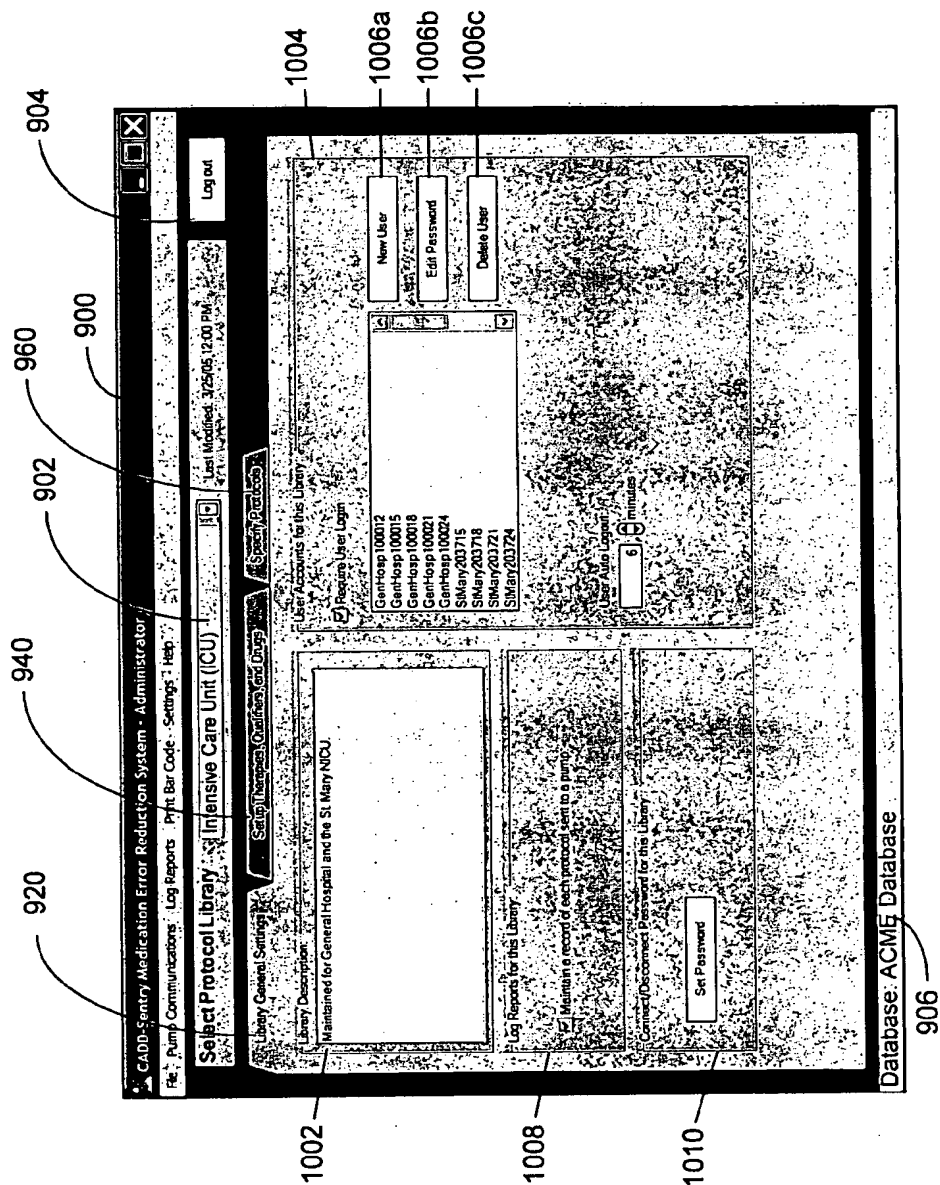 920
940
902
960
900
904
CADD-Sentry Medication Error Reduction System - Administrator
File Pump Communications Log Reports Print Bar Code Settings Help
Select Protocol Library Intensive Care Unit (ICU) Last Modified: 3/25/05 12:00 PM Log out
Library General Settings Setup Therapies, Qualifiers, and Drugs Specify Protocols
Library Description:
Maintained for General Hospital and the St. Mary NICU.
Log Reports for this Library
Maintain a record of each protocol sent to a pump.
Connect/Disconnect Password for this Library
Set Password
User Accounts for this Library
Require User Login
GenHosp100012
GenHosp100015
GenHosp100018
GenHosp100021
GenHosp100024
StMary203715
StMary203718
StMary203721
StMary203724
New User
Edit Password
Delete User
User Auto Logout:
6 minutes
Database: ACME Database
1002
1008
1010
1004
1006a
1006b
1006c
906